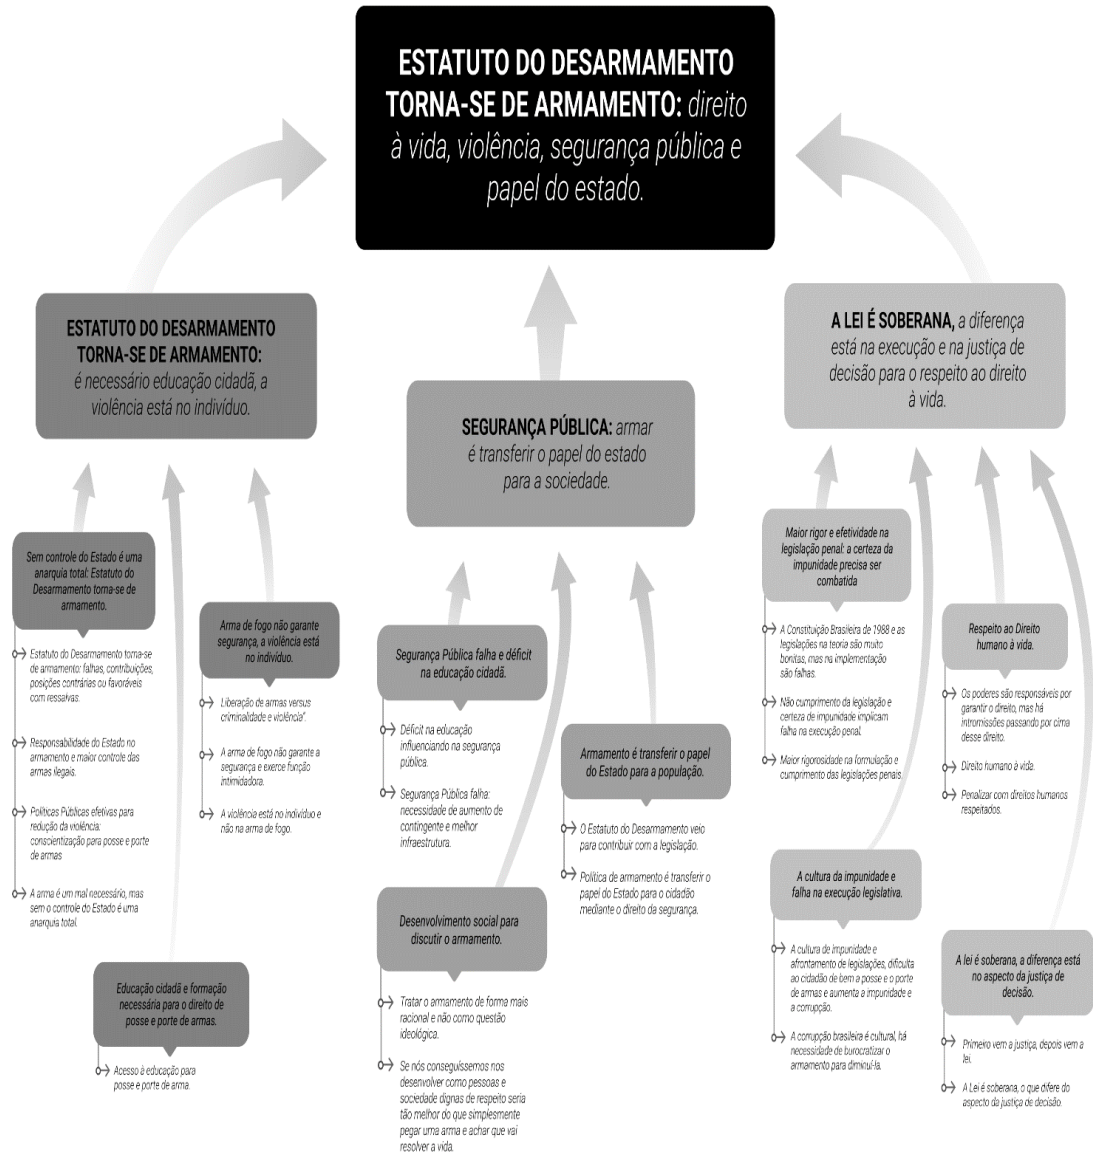 ESTATUTO DO DESARMAMENTO
TORNA-SE DE ARMAMENTO: direito
à vida, violência, segurança pública e
papel do estado.
ESTATUTO DO DESARMAMENTO
TORNA-SE DE ARMAMENTO:
é necessário educação cidadã, a
violência está no indivíduo.
Sem controle do Estado é uma
anarquia total: Estatuto do
Desarmamento torna-se de
armamento.
Estatuto do Desarmamento torna-se
de armamento: falhas, contribuições,
posições contrárias ou favoráveis
com ressalvas.
Responsabilidade do Estado no
armamento e maior controle das
armas ilegais.
Políticas Públicas efetivas para
redução da violência:
conscientização para posse e porte
de armas
A arma é um mal necessário, mas
sem o controle do Estado é uma
anarquia total.
Educação cidadã e formação
necessária para o direito de
posse e porte de armas.
Acesso à educação para
posse e porte de arma.
Arma de fogo não garante
segurança, a violência está
no indivíduo.
Liberação de armas versus
criminalidade e violência”.
A arma de fogo não garante a
segurança e exerce função
intimidadora.
A violência está no indivíduo e
não na arma de fogo.
SEGURANÇA PÚBLICA: armar
é transferir o papel do estado
para a sociedade.
Segurança Pública falha e déficit
na educação cidadã.
Déficit na educação
influenciando na segurança
pública.
Segurança Pública falha:
necessidade de aumento de
contingente e melhor
infraestrutura.
Desenvolvimento social para
discutir o armamento.
Tratar o armamento de forma mais
racional e não como questão
ideológica.
Se nós conseguíssemos nos
desenvolver como pessoas e
sociedade dignas de respeito seria
tão melhor do que simplesmente
pegar uma arma e achar que vai
resolver a vida.
Armamento é transferir o papel
do Estado para a população.
O Estatuto do Desarmamento veio
para contribuir com a legislação.
Política de armamento é transferir o
papel do Estado para o cidadão
mediante o direito da segurança.
A LEI É SOBERANA, a diferença
está na execução e na justiça de
decisão para o respeito ao direito
à vida.
Maior rigor e efetividade na
legislação penal: a certeza da
impunidade precisa ser
combatida
A Constituição Brasileira de 1988 e as
legislações na teoria são muito
bonitas, mas na implementação
são falhas.
Não cumprimento da legislação e
certeza de impunidade implicam
falha na execução penal.
Maior rigorosidade na formulação e
cumprimento das legislações penais.
A cultura da impunidade e
falha na execução legislativa.
A cultura de impunidade e
afrontamento de legislações, dificulta
ao cidadão de bem a posse e o porte
de armas e aumenta a impunidade e
a corrupção.
A corrupção brasileira é cultural, há
necessidade de burocratizar o
armamento para diminuí-la.
Respeito ao Direito
humano à vida.
Os poderes são responsáveis por
garantir o direito, mas há
intromissões passando por cima
desse direito.
Direito humano à vida.
Penalizar com direitos humanos
respeitados.
A lei é soberana, a diferença está
no aspecto da justiça de
decisão.
Primeiro vem a justiça, depois vem a
lei.
A Lei é soberana, o que difere do
aspecto da justiça de decisão.